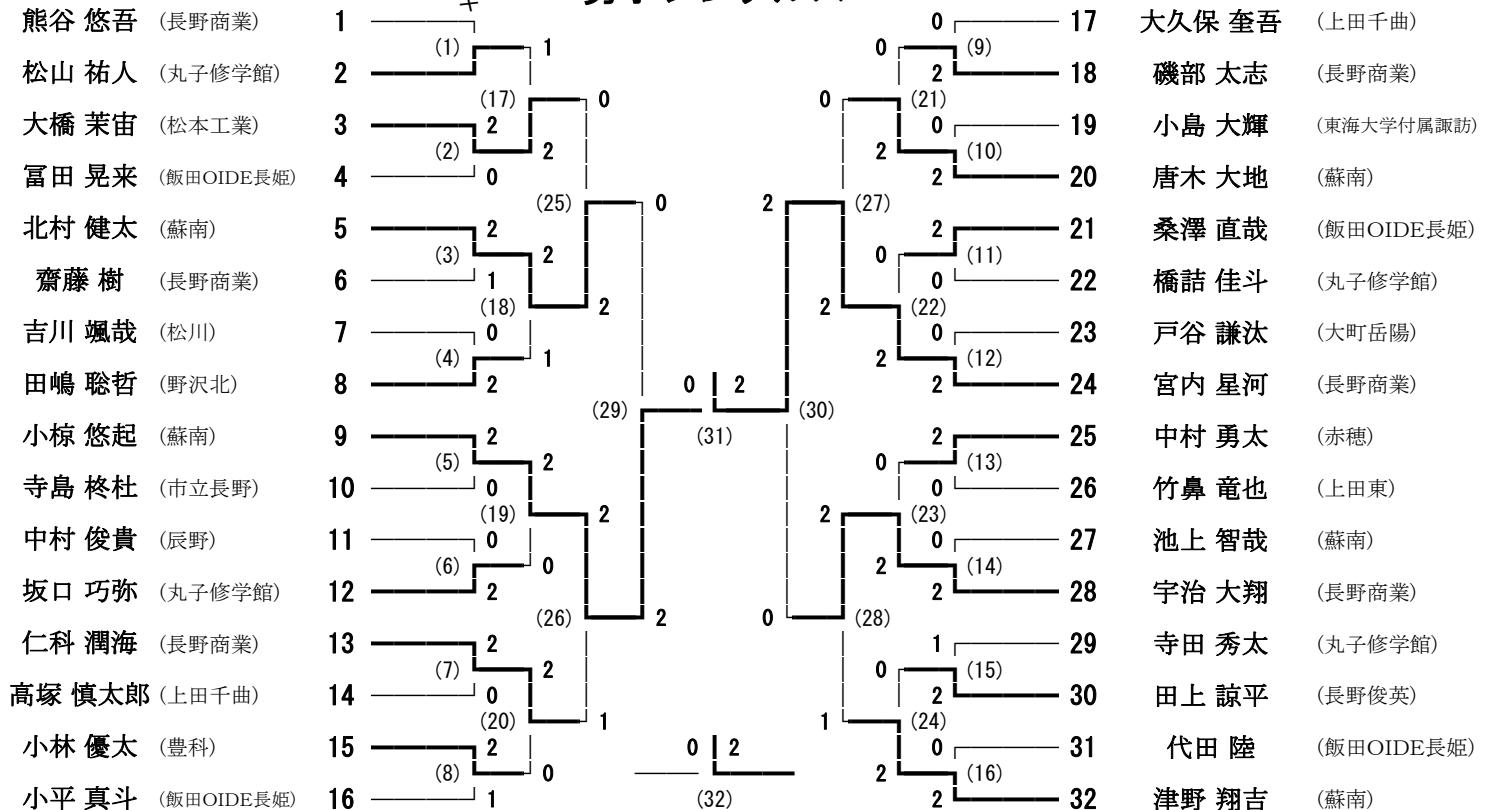 熊谷 悠吾 (長野商業) 1
(1) 1
松山 祐人 (丸子修学館) 2
(17) 0
大橋 茉宙 (松本工業) 3 2
(2) 2
冨田 晃来 (飯田OIDE長姫) 4 0
(25) 0
北村 健太 (蘇南) 5 2
(3) 2
齋藤 樹 (長野商業) 6 1
(18) 2
吉川 颯哉 (松川) 7 0
(4) 1
田嶋 聡哲 (野沢北) 8 2
(29)
小椋 悠起 (蘇南) 9 2
(5) 2
寺島 柊杜 (市立長野) 10 0
(19) 2
中村 俊貴 (辰野) 11 0
(6) 0
坂口 巧弥 (丸子修学館) 12 2
(26) 2
仁科 潤海 (長野商業) 13 2
(7) 2
高塚 慎太郎 (上田千曲) 14 0
(20) 1
小林 優太 (豊科) 15 2
(8) 0
小平 真斗 (飯田OIDE長姫) 16 1
0 2
(31)
0 2
(32)
0 17 大久保 奎吾 (上田千曲)
0 (9)
2 18 磯部 太志 (長野商業)
0 (21)
0 19 小島 大輝 (東海大学付属諏訪)
2 (10)
2 20 唐木 大地 (蘇南)
2 (27)
2 21 桑澤 直哉 (飯田OIDE長姫)
0 (11)
0 22 橋詰 佳斗 (丸子修学館)
2 (22)
0 23 戸谷 謙汰 (大町岳陽)
2 (12)
2 24 宮内 星河 (長野商業)
(30)
2 25 中村 勇太 (赤穂)
0 (13)
0 26 竹鼻 竜也 (上田東)
2 (23)
0 27 池上 智哉 (蘇南)
2 (14)
2 28 宇治 大翔 (長野商業)
0 (28)
1 29 寺田 秀太 (丸子修学館)
0 (15)
2 30 田上 諒平 (長野俊英)
1 (24)
0 31 代田 陸 (飯田OIDE長姫)
2 (16)
2 32 津野 翔吉 (蘇南)